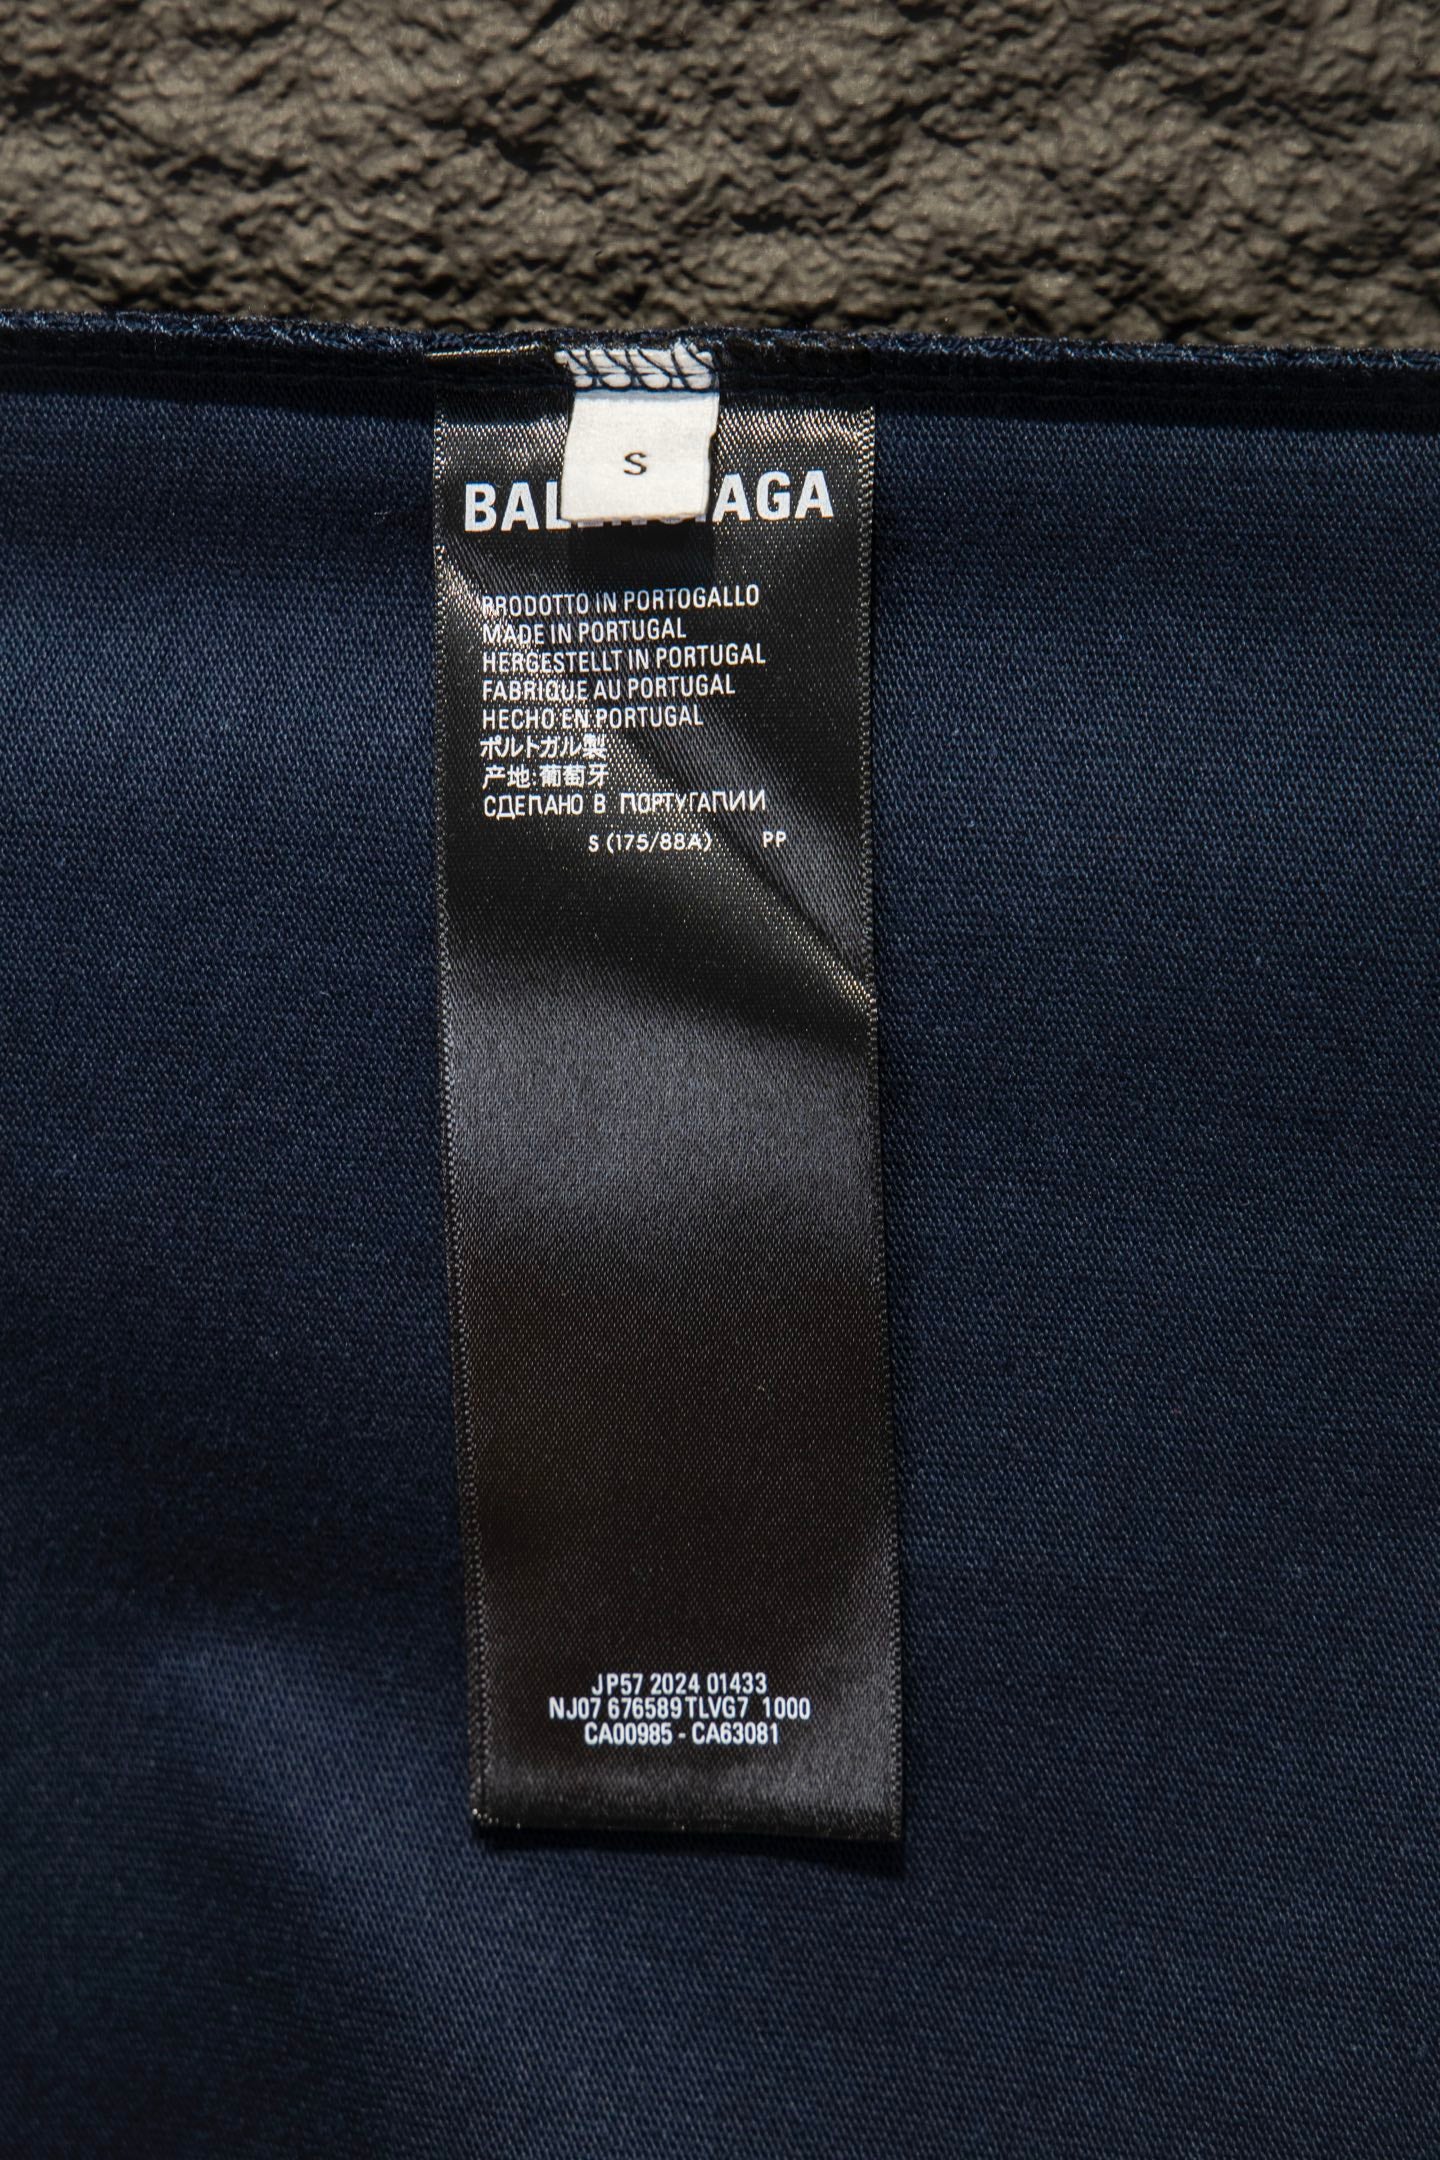 S
BALENCIAGA
PRODOTTO IN PORTOGALLO
MADE IN PORTUGAL
HERGESTELLT IN PORTUGAL
FABRIQUE AU PORTUGAL
HECHO EN PORTUGAL
ポルトガル製
产地:葡萄牙
СДЕПАНО В ПОРТУГАПИИ
S (175/88A) PP
JP57 2024 01433
NJ07 676589 TLVG7 1000
CA00985 - CA63081